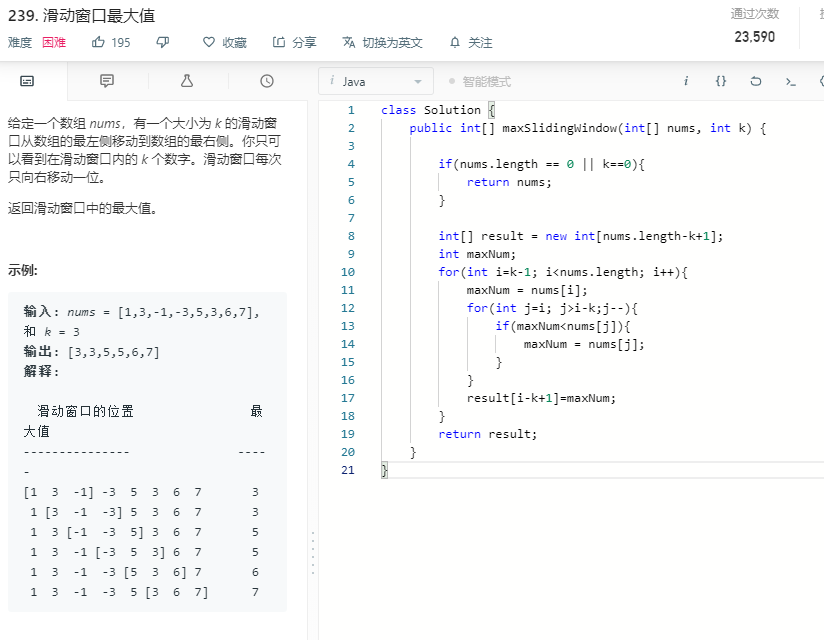 239. 滑动窗口最大值
难度 困难 195 收藏 分享 切换为英文 关注
通过次数
23,590
i Java 智能模式 i {} >_
给定一个数组 nums，有一个大小为 k 的滑动窗
口从数组的最左侧移动到数组的最右侧。你只可
以看到在滑动窗口内的 k 个数字。滑动窗口每次
只向右移动一位。
返回滑动窗口中的最大值。
示例:
输入: nums = [1,3,-1,-3,5,3,6,7],
和 k = 3
输出: [3,3,5,5,6,7]
解释:
滑动窗口的位置 最
大值
--------------- ----
-
[1 3 -1] -3 5 3 6 7 3
1 [3 -1 -3] 5 3 6 7 3
1 3 [-1 -3 5] 3 6 7 5
1 3 -1 [-3 5 3] 6 7 5
1 3 -1 -3 [5 3 6] 7 6
1 3 -1 -3 5 [3 6 7] 7
1 class Solution {
2 public int[] maxSlidingWindow(int[] nums, int k) {
3
4 if(nums.length == 0 || k==0){
5 return nums;
6 }
7
8 int[] result = new int[nums.length-k+1];
9 int maxNum;
10 for(int i=k-1; i<nums.length; i++){
11 maxNum = nums[i];
12 for(int j=i; j>i-k;j--){
13 if(maxNum<nums[j]){
14 maxNum = nums[j];
15 }
16 }
17 result[i-k+1]=maxNum;
18 }
19 return result;
20 }
21 }